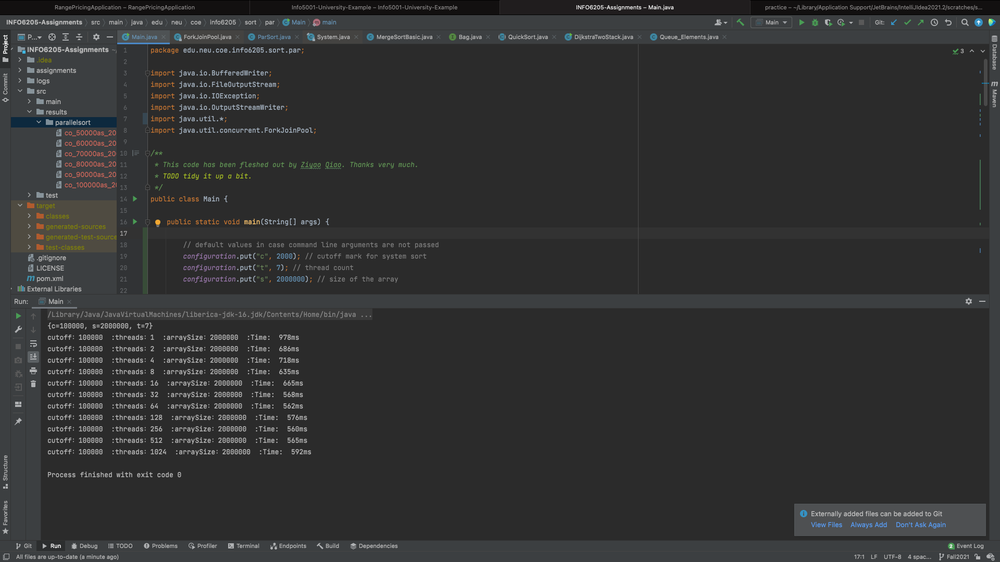 RangePricingApplication – RangePricingApplication
Info5001-University-Example – Info5001-University-Example
INFO6205-Assignments – Main.java
practice – ~/Library/Application Support/JetBrains/IntelliJIdea2021.2/scratches/s...
INFO6205-Assignments > src > main > java > edu > neu > coe > info6205 > sort > par > Main > main
Main
Git:
Project
Commit
Structure
Favorites
P...
Main.java
ForkJoinPool.java
ParSort.java
System.java
MergeSortBasic.java
Bag.java
QuickSort.java
DijkstraTwoStack.java
Queue_Elements.java
Database
Maven
INFO6205-Assignments
.idea
assignments
logs
src
main
results
parallelsort
co_50000as_20
co_60000as_20
co_70000as_20
co_80000as_20
co_90000as_20
co_100000as_2
test
target
classes
generated-sources
generated-test-source
test-classes
.gitignore
LICENSE
pom.xml
External Libraries
3
1 package edu.neu.coe.info6205.sort.par;
2
3 import java.io.BufferedWriter;
4 import java.io.FileOutputStream;
5 import java.io.IOException;
6 import java.io.OutputStreamWriter;
7 import java.util.*;
8 import java.util.concurrent.ForkJoinPool;
9
10 /**
11 * This code has been fleshed out by Ziyao Qiao. Thanks very much.
12 * TODO tidy it up a bit.
13 */
14 public class Main {
15
16 public static void main(String[] args) {
17
18 // default values in case command line arguments are not passed
19 configuration.put("c", 2000); // cutoff mark for system sort
20 configuration.put("t", 7); // thread count
21 configuration.put("s", 2000000); // size of the array
22
Run: Main
/Library/Java/JavaVirtualMachines/liberica-jdk-16.jdk/Contents/Home/bin/java ...
{c=100000, s=2000000, t=7}
cutoff: 100000 :threads: 1 :arraySize: 2000000 :Time: 978ms
cutoff: 100000 :threads: 2 :arraySize: 2000000 :Time: 686ms
cutoff: 100000 :threads: 4 :arraySize: 2000000 :Time: 718ms
cutoff: 100000 :threads: 8 :arraySize: 2000000 :Time: 635ms
cutoff: 100000 :threads: 16 :arraySize: 2000000 :Time: 665ms
cutoff: 100000 :threads: 32 :arraySize: 2000000 :Time: 568ms
cutoff: 100000 :threads: 64 :arraySize: 2000000 :Time: 562ms
cutoff: 100000 :threads: 128 :arraySize: 2000000 :Time: 576ms
cutoff: 100000 :threads: 256 :arraySize: 2000000 :Time: 560ms
cutoff: 100000 :threads: 512 :arraySize: 2000000 :Time: 565ms
cutoff: 100000 :threads: 1024 :arraySize: 2000000 :Time: 592ms
Process finished with exit code 0
Externally added files can be added to Git
View Files Always Add Don't Ask Again
Git Run Debug TODO Problems Profiler Terminal Endpoints Build Dependencies
2 Event Log
All files are up-to-date (a minute ago)
17:1 LF UTF-8 4 spac... Fall2021